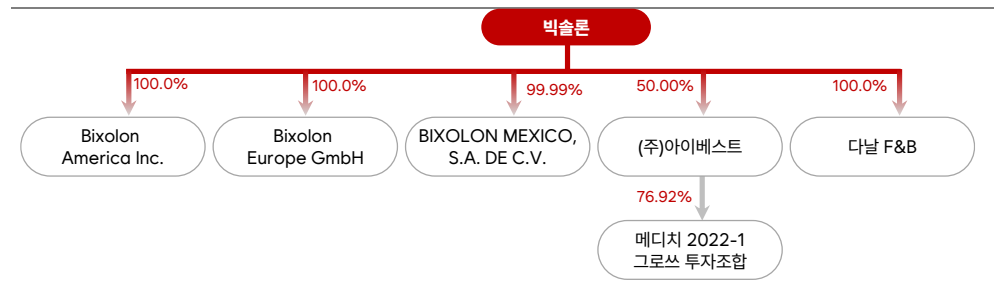 빅솔론
100.0%
100.0%
99.99%
50.00%
100.0%
Bixolon
America Inc.
Bixolon
Europe GmbH
BIXOLON MEXICO,
S.A. DE C.V.
(주)아이베스트
다날 F&B
76.92%
메디치 2022-1
그로쓰 투자조합